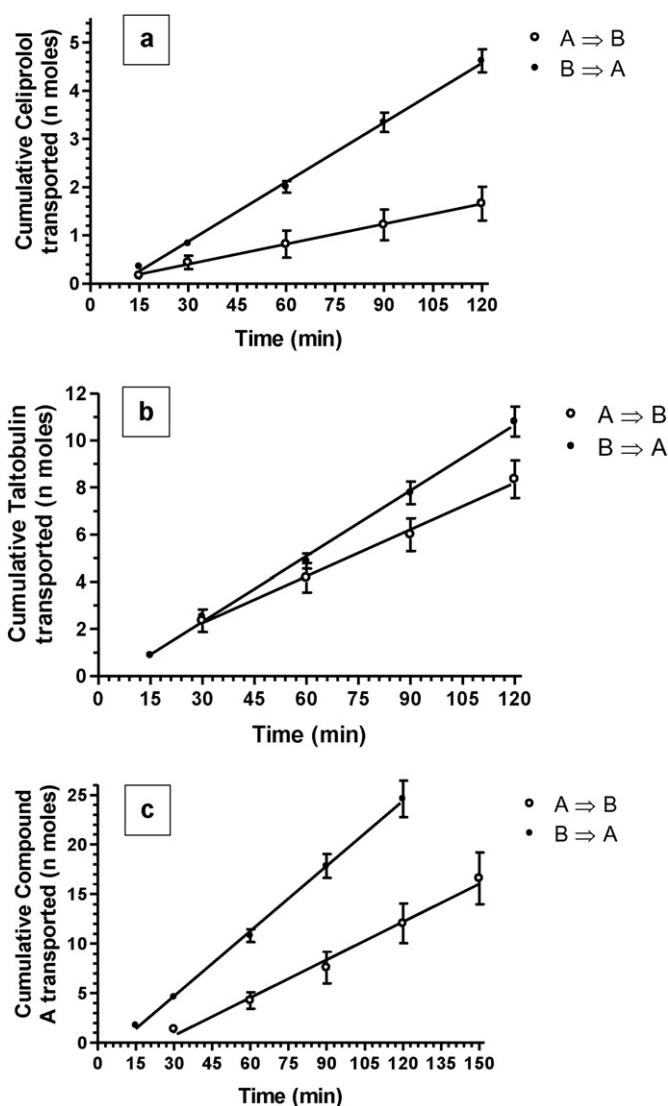 a
A ⇒ B
B ⇒ A
Cumulative Celiprolol
transported (n moles)
5
4
3
2
1
0
0 15 30 45 60 75 90 105 120
Time (min)
b
A ⇒ B
B ⇒ A
Cumulative Taltobulin
transported (n moles)
12
10
8
6
4
2
0
0 15 30 45 60 75 90 105 120
Time (min)
c
A ⇒ B
B ⇒ A
Cumulative Compound
A transported (n moles)
25
20
15
10
5
0
0 15 30 45 60 75 90 105 120 135 150
Time (min)